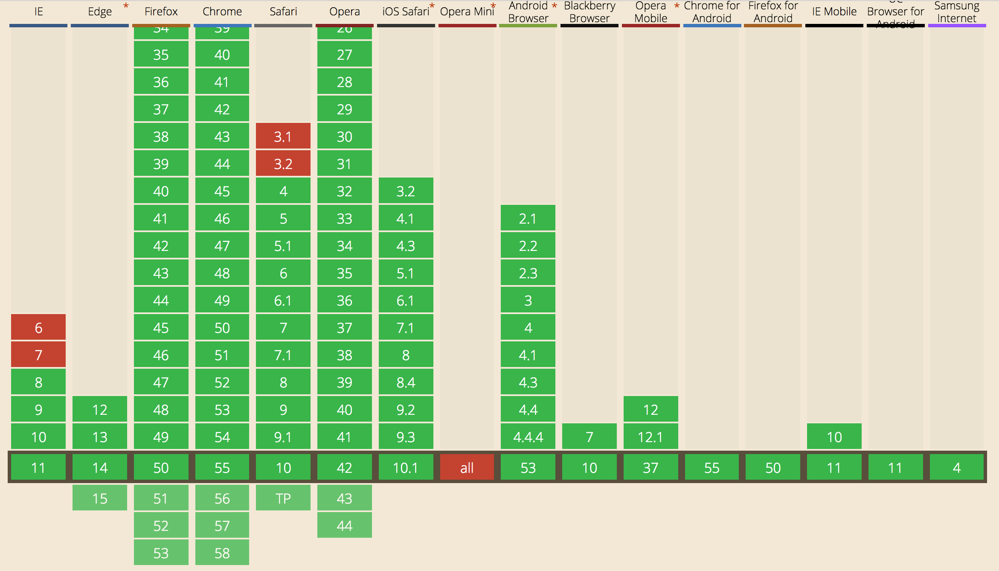 IE Edge * Firefox Chrome Safari Opera iOS Safari * Opera Mini * Android Browser * Blackberry Browser Opera Mobile * Chrome for Android Firefox for Android IE Mobile Browser for Android Samsung Internet
34 39 26
35 40 27
36 41 28
37 42 29
38 43 3.1 30
39 44 3.2 31
40 45 4 32 3.2
41 46 5 33 4.1 2.1
42 47 5.1 34 4.3 2.2
43 48 6 35 5.1 2.3
44 49 6.1 36 6.1 3
6 45 50 7 37 7.1 4
7 46 51 7.1 38 8 4.1
8 47 52 8 39 8.4 4.3
9 12 48 53 9 40 9.2 4.4 12
10 13 49 54 9.1 41 9.3 4.4.4 7 12.1 10
11 14 50 55 10 42 10.1 all 53 10 37 55 50 11 11 4
15 51 56 TP 43
52 57 44
53 58